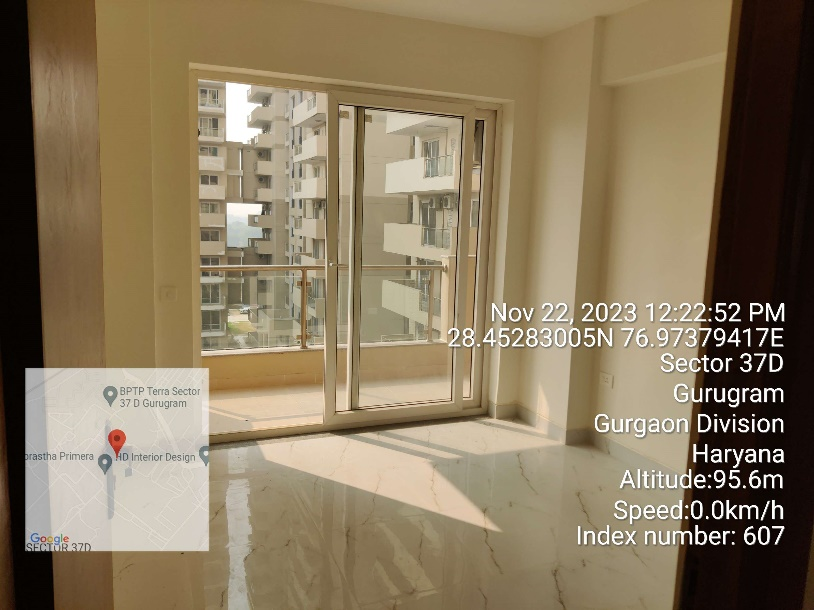 Nov 22, 2023 12:22:52 PM
28.45283005N 76.97379417E
Sector 37D
Gurugram
Gurgaon Division
Haryana
Altitude:95.6m
Speed:0.0km/h
Index number: 607
BPTP Terra Sector
37 D Gurugram
Primera
HD Interior Design
Google
SECTOR 37D